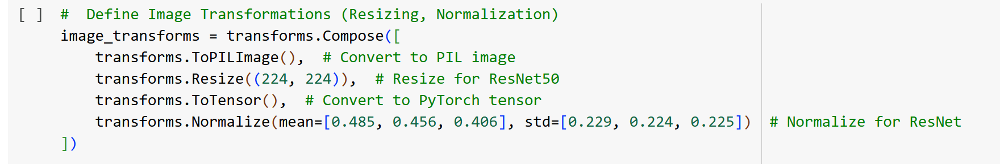 [ ] #  Define Image Transformations (Resizing, Normalization)
image_transforms = transforms.Compose([
    transforms.ToPILImage(),  # Convert to PIL image
    transforms.Resize((224, 224)),  # Resize for ResNet50
    transforms.ToTensor(),  # Convert to PyTorch tensor
    transforms.Normalize(mean=[0.485, 0.456, 0.406], std=[0.229, 0.224, 0.225])  # Normalize for ResNet
])